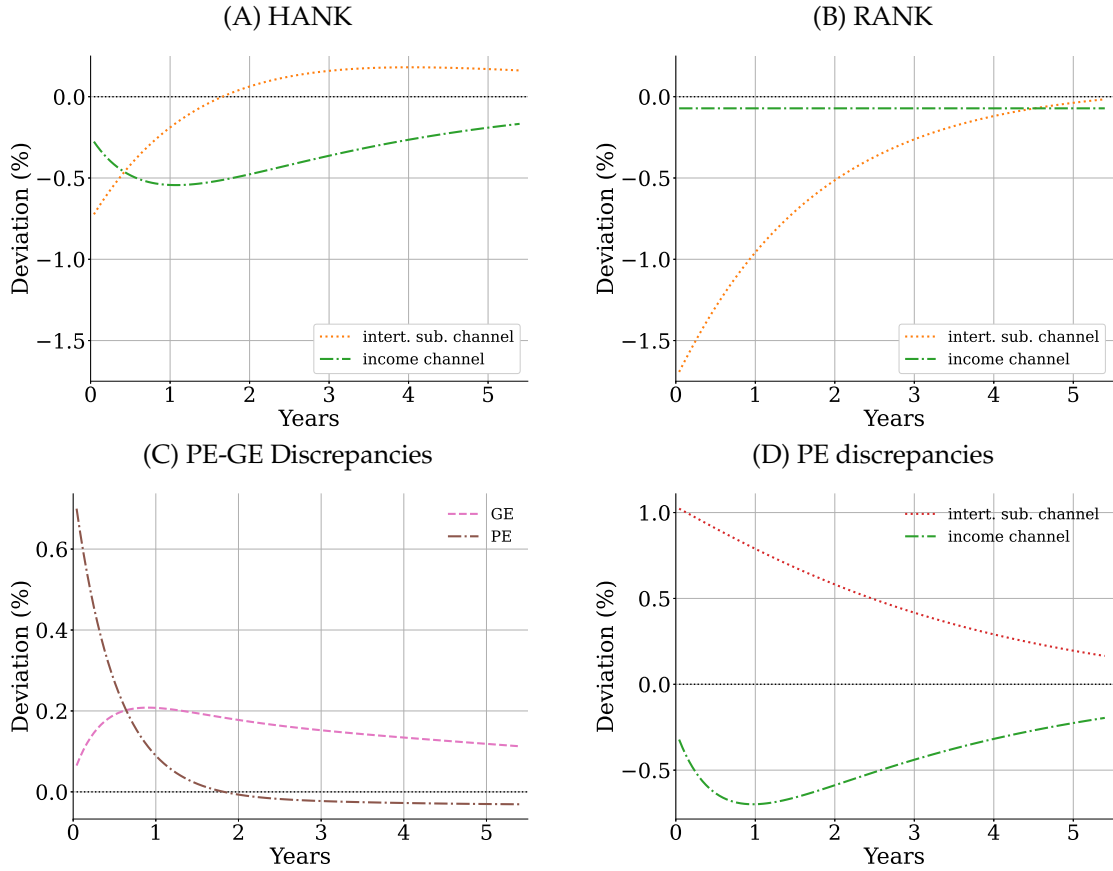 (A) HANK
(B) RANK
0.0
−0.5
−1.0
−1.5
Deviation (%)
intert. sub. channel
income channel
0 1 2 3 4 5
Years
0.0
−0.5
−1.0
−1.5
Deviation (%)
intert. sub. channel
income channel
0 1 2 3 4 5
Years
(C) PE-GE Discrepancies
(D) PE discrepancies
0.6
0.4
0.2
0.0
Deviation (%)
GE
PE
0 1 2 3 4 5
Years
1.0
0.5
0.0
−0.5
Deviation (%)
intert. sub. channel
income channel
0 1 2 3 4 5
Years